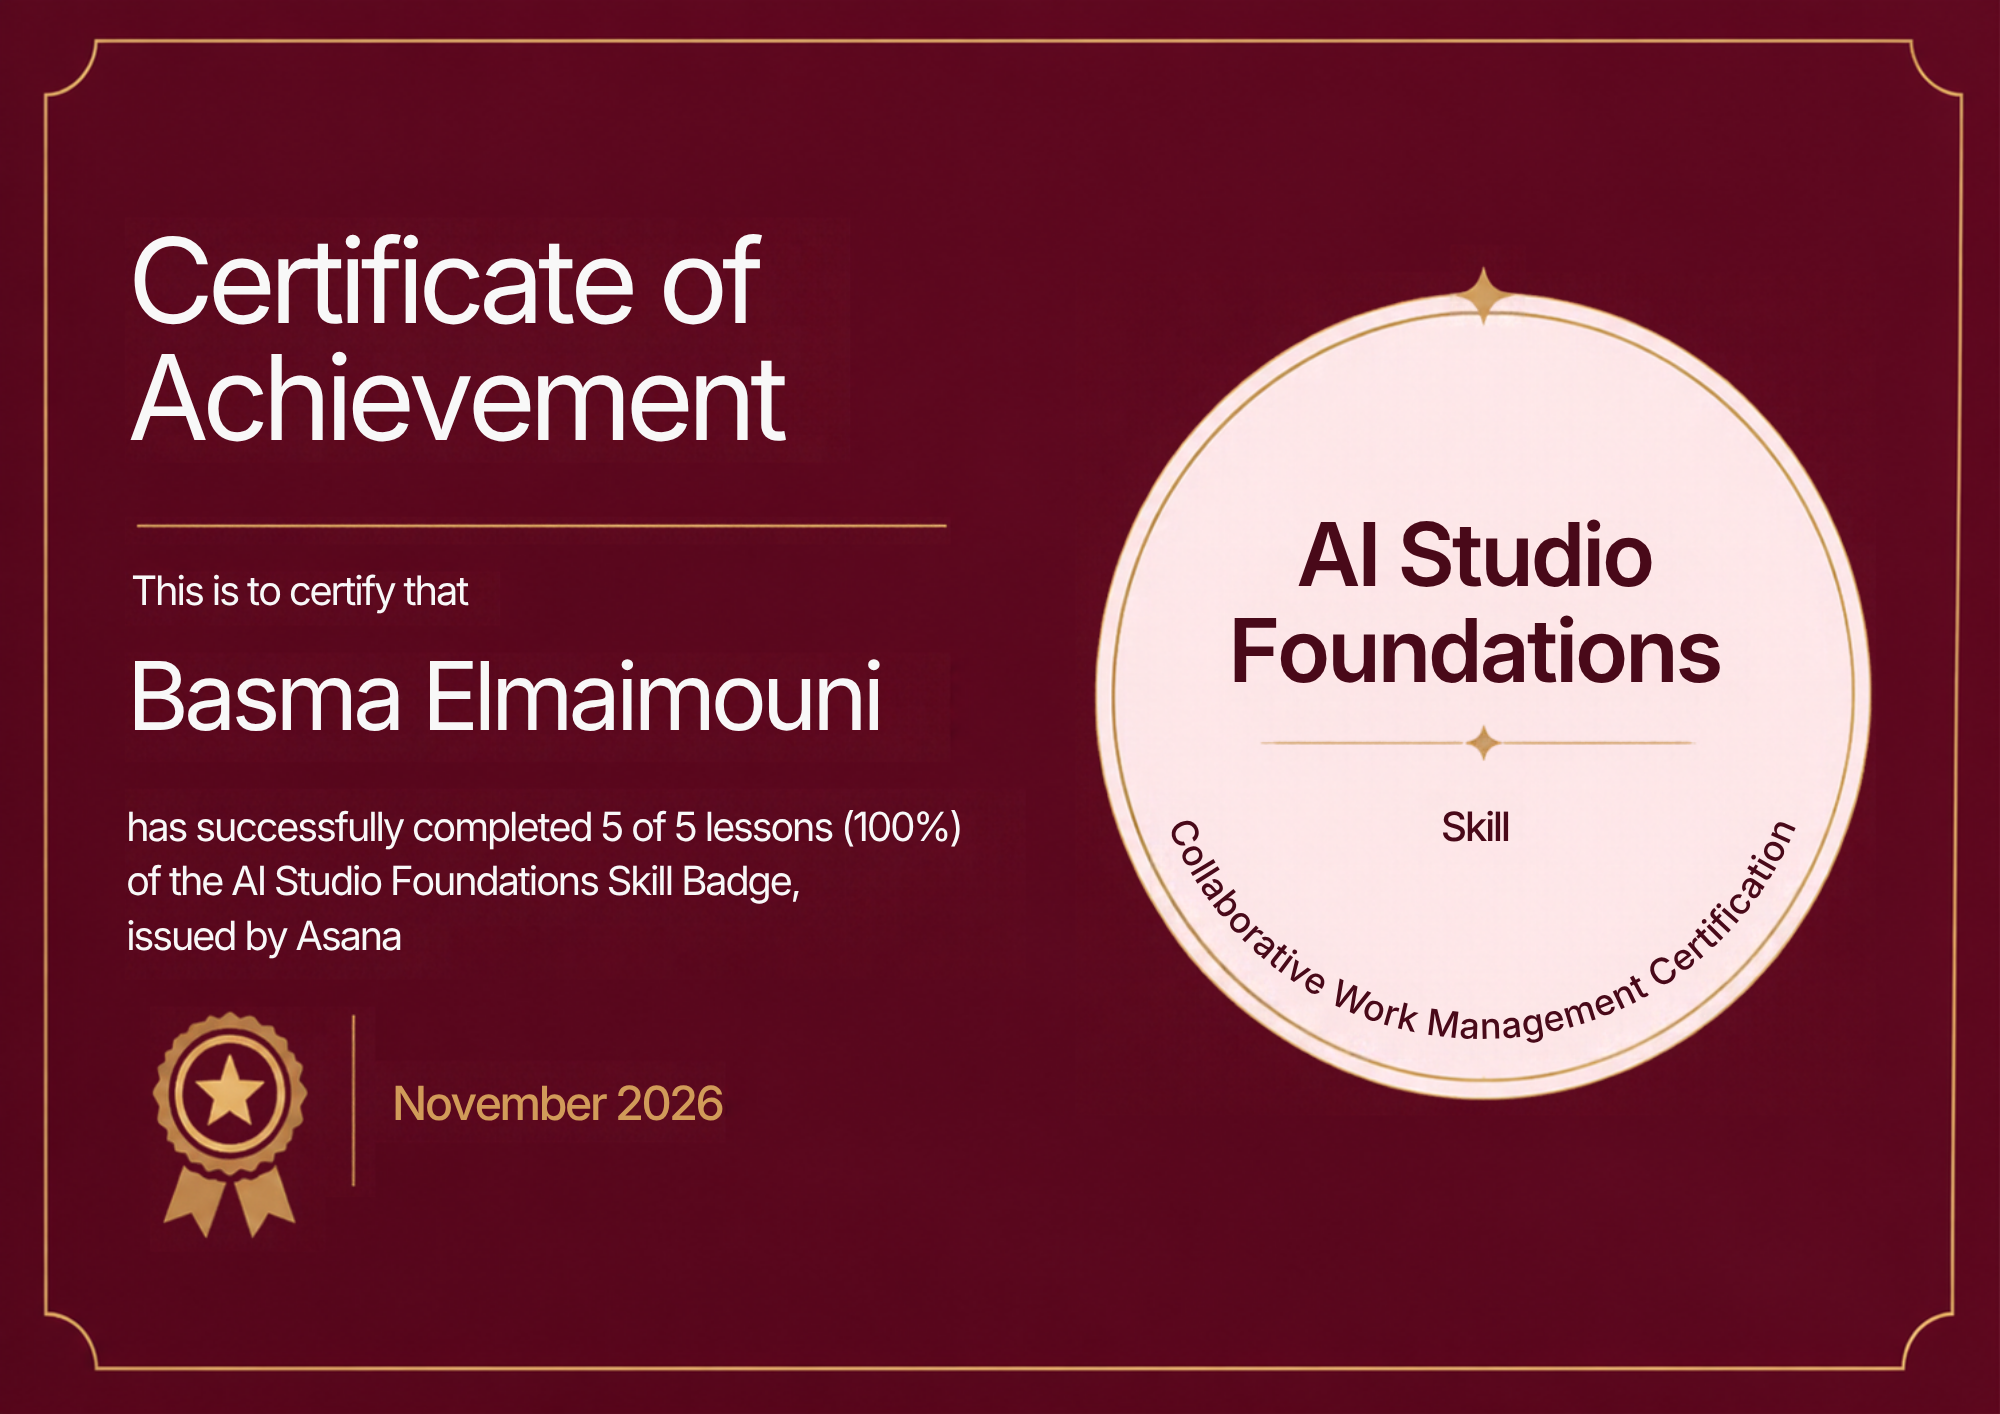 Certificate of
Achievement
This is to certify that
Basma Elmaimouni
has successfully completed 5 of 5 lessons (100%)
of the AI Studio Foundations Skill Badge,
issued by Asana
November 2026
AI Studio
Foundations
Skill
Collaborative Work Management Certification